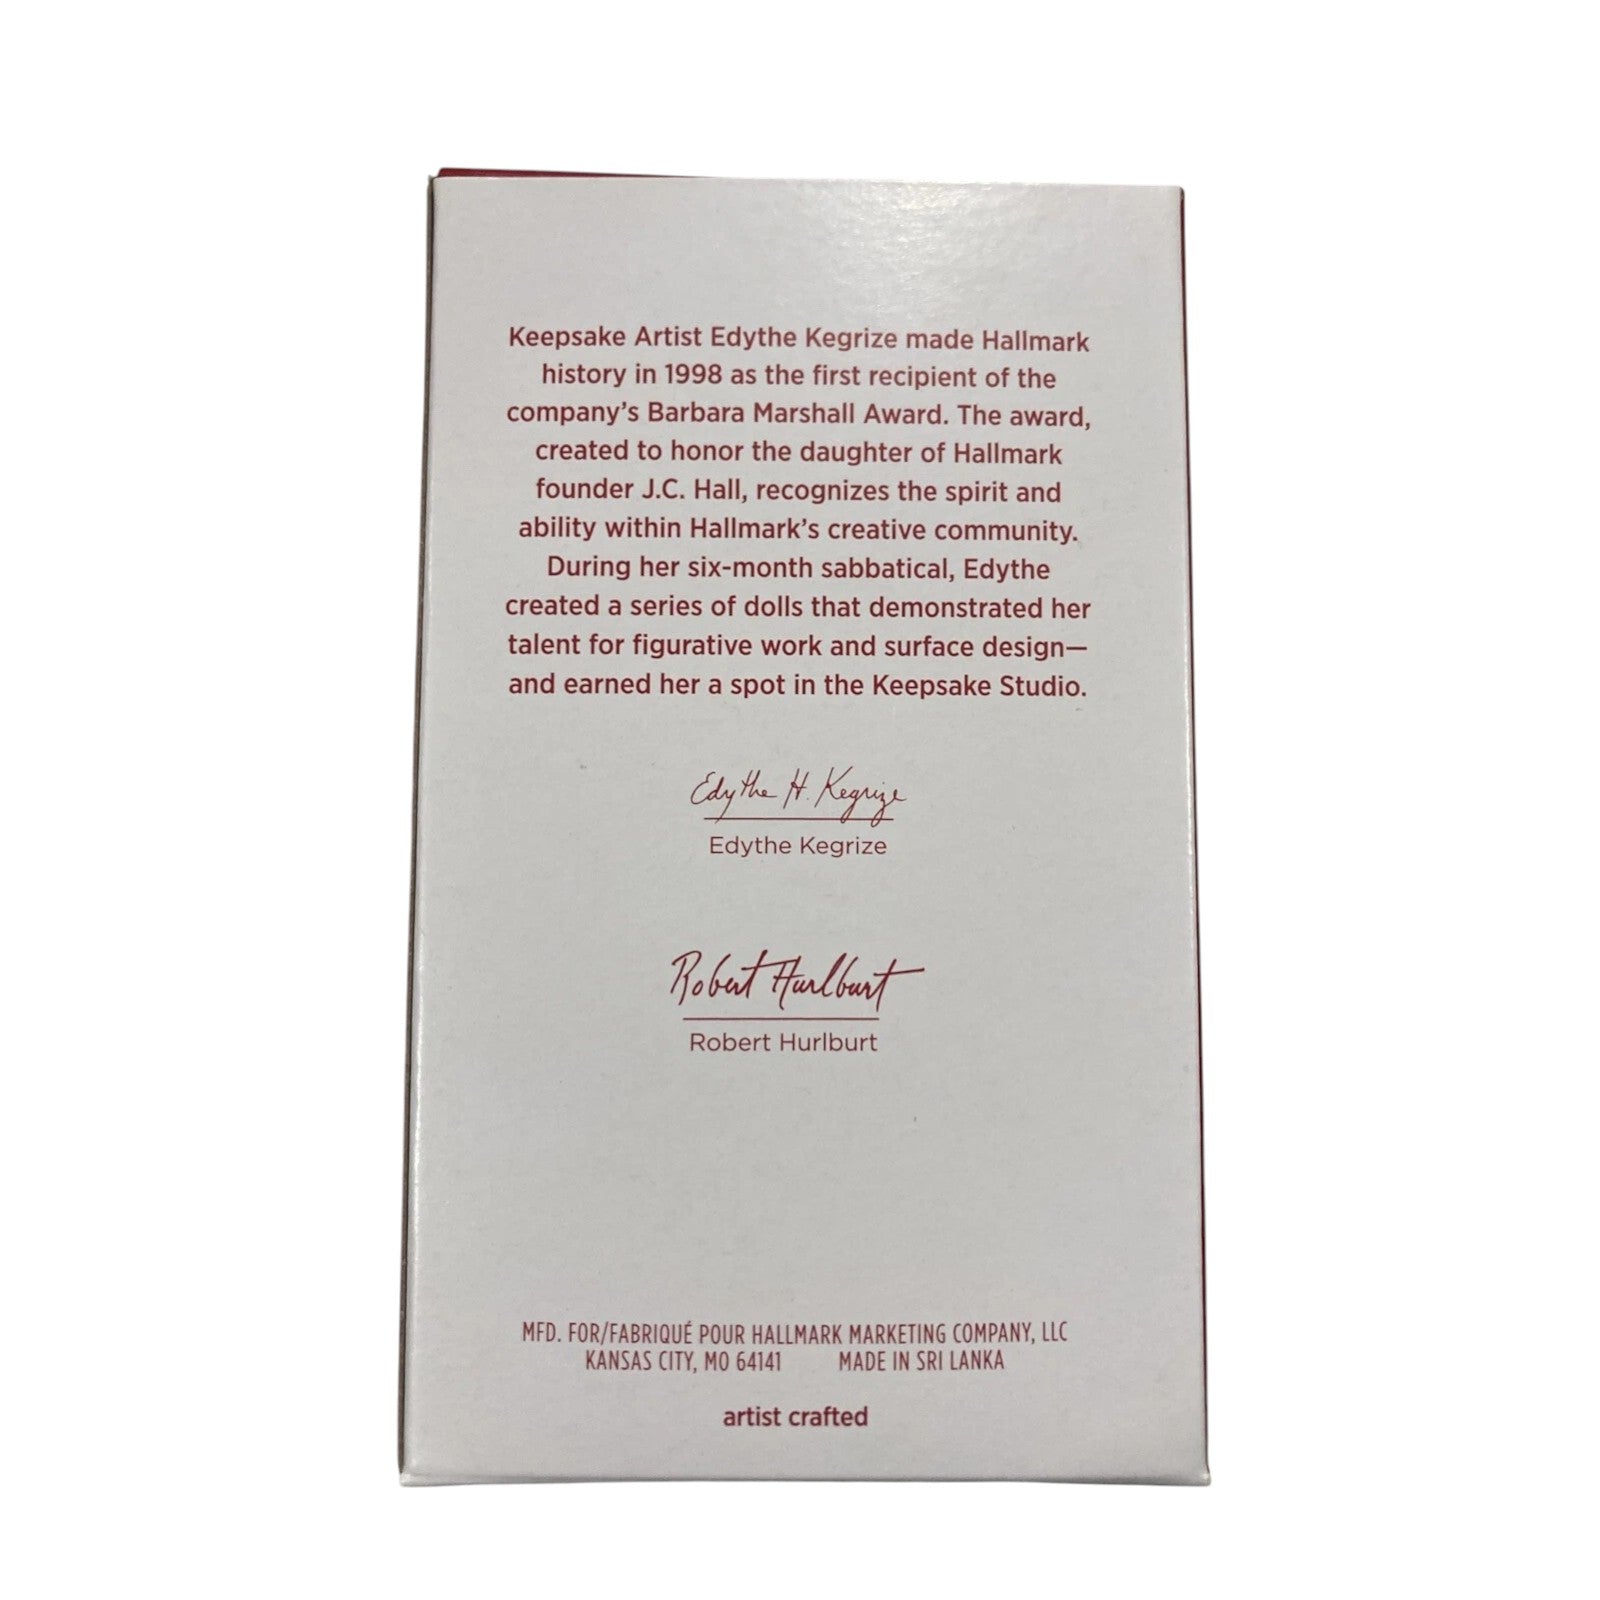 Keepsake Artist Edythe Kegrize made Hallmark
history in 1998 as the first recipient of the
company’s Barbara Marshall Award. The award,
created to honor the daughter of Hallmark
founder J.C. Hall, recognizes the spirit and
ability within Hallmark’s creative community.
During her six-month sabbatical, Edythe
created a series of dolls that demonstrated her
talent for figurative work and surface design—
and earned her a spot in the Keepsake Studio.
Edythe H. Kegrize
Edythe Kegrize
Robert Hurlburt
Robert Hurlburt
MFD. FOR/FABRIQUÉ POUR HALLMARK MARKETING COMPANY, LLC
KANSAS CITY, MO 64141 MADE IN SRI LANKA
artist crafted